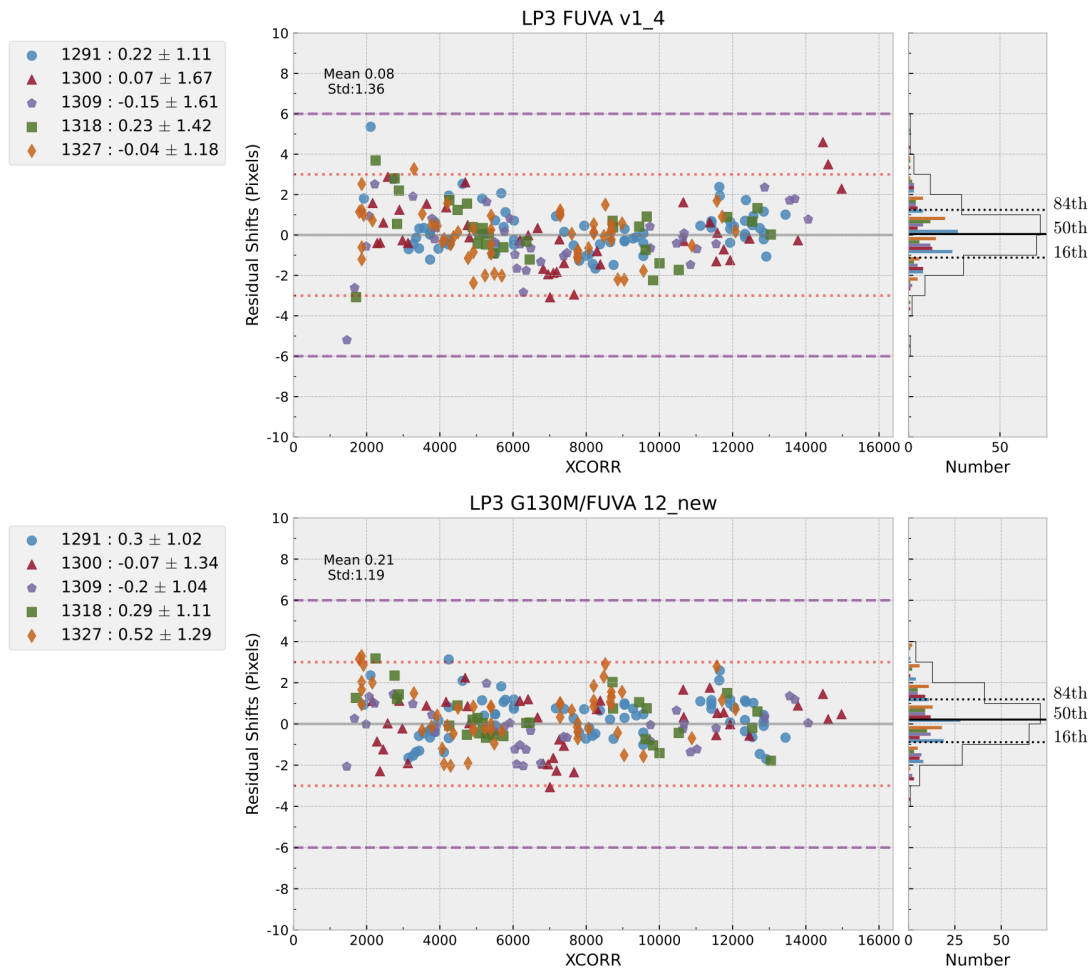 LP3 FUVA v1_4
1291 : 0.22 ± 1.11
1300 : 0.07 ± 1.67
1309 : -0.15 ± 1.61
1318 : 0.23 ± 1.42
1327 : -0.04 ± 1.18
Mean 0.08
Std:1.36
Residual Shifts (Pixels)
10
8
6
4
2
0
-2
-4
-6
-8
-10
84th
50th
16th
0 2000 4000 6000 8000 10000 12000 14000 16000
XCORR
0 50
Number
LP3 G130M/FUVA 12_new
1291 : 0.3 ± 1.02
1300 : -0.07 ± 1.34
1309 : -0.2 ± 1.04
1318 : 0.29 ± 1.11
1327 : 0.52 ± 1.29
Mean 0.21
Std:1.19
Residual Shifts (Pixels)
10
8
6
4
2
0
-2
-4
-6
-8
-10
84th
50th
16th
0 2000 4000 6000 8000 10000 12000 14000 16000
XCORR
0 25 50
Number